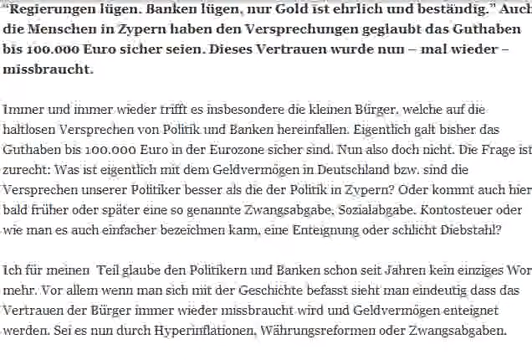 "Regierungen lügen. Banken lügen, nur Gold ist ehrlich und beständig." Auch
die Menschen in Zypern haben den Versprechungen geglaubt das Guthaben
bis 100.000 Euro sicher seien. Dieses Vertrauen wurde nun – mal wieder –
missbraucht.
Immer und immer wieder trifft es insbesondere die kleinen Bürger, welche auf die
haltlosen Versprechen von Politik und Banken hereinfallen. Eigentlich galt bisher das
Guthaben bis 100.000 Euro in der Eurozone sicher sind. Nun also doch nicht. Die Frage ist
zurecht: Was ist eigentlich mit dem Geldvermögen in Deutschland bzw. sind die
Versprechen unserer Politiker besser als die der Politik in Zypern? Oder kommt auch hier
bald früher oder später eine so genannte Zwangsabgabe, Sozialabgabe, Kontosteuer oder
wie man es auch einfacher bezeichnen kann, eine Enteignung oder schlicht Diebstahl?
Ich für meinen Teil glaube den Politikern und Banken schon seit Jahren kein einziges Wor
mehr. Vor allem wenn man sich mit der Geschichte befasst sieht man eindeutig dass das
Vertrauen der Bürger immer wieder missbraucht wird und Geldvermögen enteignet
werden. Sei es nun durch Hyperinflationen, Währungsreformen oder Zwangsabgaben.